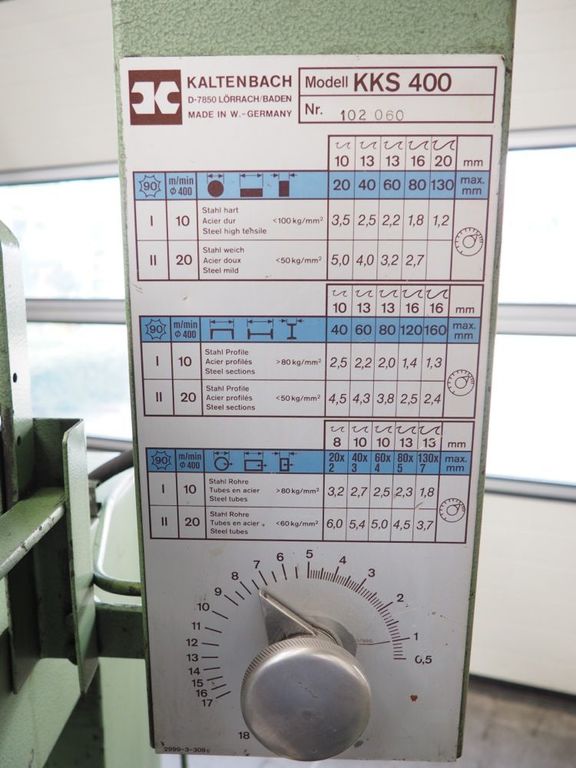 KALTENBACH
D-7850 LÖRRACH/BADEN
MADE IN W.-GERMANY
Modell KKS 400
Nr. 102 060
10 13 13 16 20 mm
90 m/min ϕ 400 20 40 60 80 130 max. mm
I 10 Stahl hart <100 kg/mm² 3,5 2,5 2,2 1,8 1,2
Acier dur
Steel high tensile
II 20 Stahl weich <50 kg/mm² 5,0 4,0 3,2 2,7
Acier doux
Steel mild
10 13 13 16 16 mm
90 m/min ϕ 400 40 60 80 120 160 max. mm
I 10 Stahl Profile >80 kg/mm² 2,5 2,2 2,0 1,4 1,3
Acier profilés
Steel sections
II 20 Stahl Profile <50 kg/mm² 4,5 4,3 3,8 2,5 2,4
Acier profilés
Steel sections
8 10 10 13 13 mm
90 m/min ϕ 400 20x2 40x3 60x4 80x5 130x7 max. mm
I 10 Stahl Rohre >80 kg/mm² 3,2 2,7 2,5 2,3 1,8
Tubes en acier
Steel tubes
II 20 Stahl Rohre <60 kg/mm² 6,0 5,4 5,0 4,5 3,7
Tubes en acier
Steel tubes
0,5 1 2 3 4 5 6 7 8 9 10 11 12 13 14 15 16 17 18
2999-3-308c